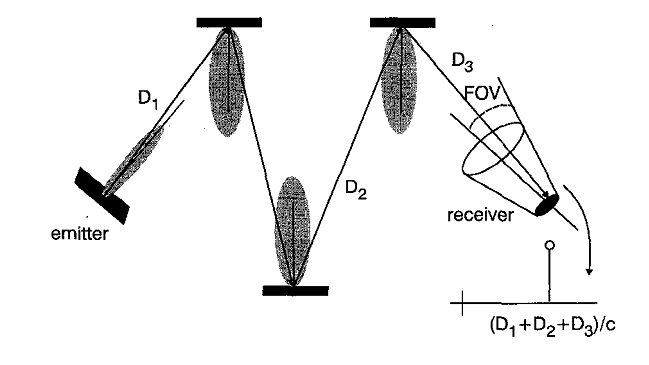 D₁
D₂
D₃
FOV
emitter
receiver
(D₁+D₂+D₃)/c